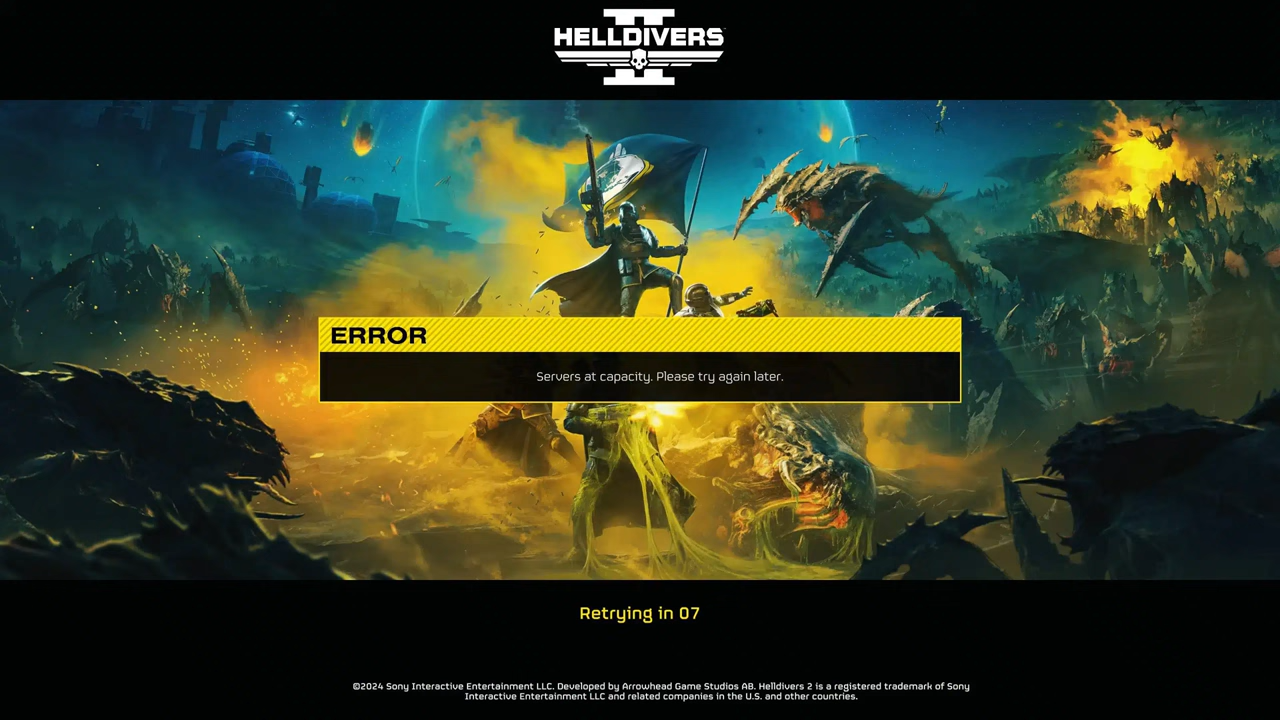 HELLDIVERS
II
ERROR
Servers at capacity. Please try again later.
Retrying in 07
©2024 Sony Interactive Entertainment LLC. Developed by Arrowhead Game Studios AB. Helldivers 2 is a registered trademark of Sony
Interactive Entertainment LLC and related companies in the U.S. and other countries.